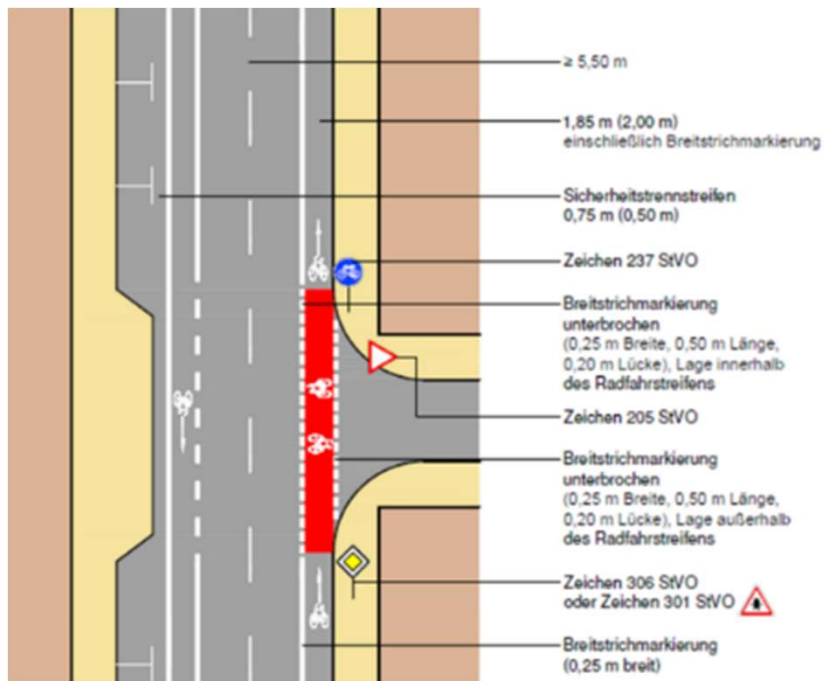 ≥ 5,50 m
1,85 m (2,00 m)
einschließlich Breitstrichmarkierung
Sicherheitstrennstreifen
0,75 m (0,50 m)
Zeichen 237 StVO
Breitstrichmarkierung
unterbrochen
(0,25 m Breite, 0,50 m Länge,
0,20 m Lücke), Lage innerhalb
des Radfahrstreifens
Zeichen 205 StVO
Breitstrichmarkierung
unterbrochen
(0,25 m Breite, 0,50 m Länge,
0,20 m Lücke), Lage außerhalb
des Radfahrstreifens
Zeichen 306 StVO
oder Zeichen 301 StVO
Breitstrichmarkierung
(0,25 m breit)